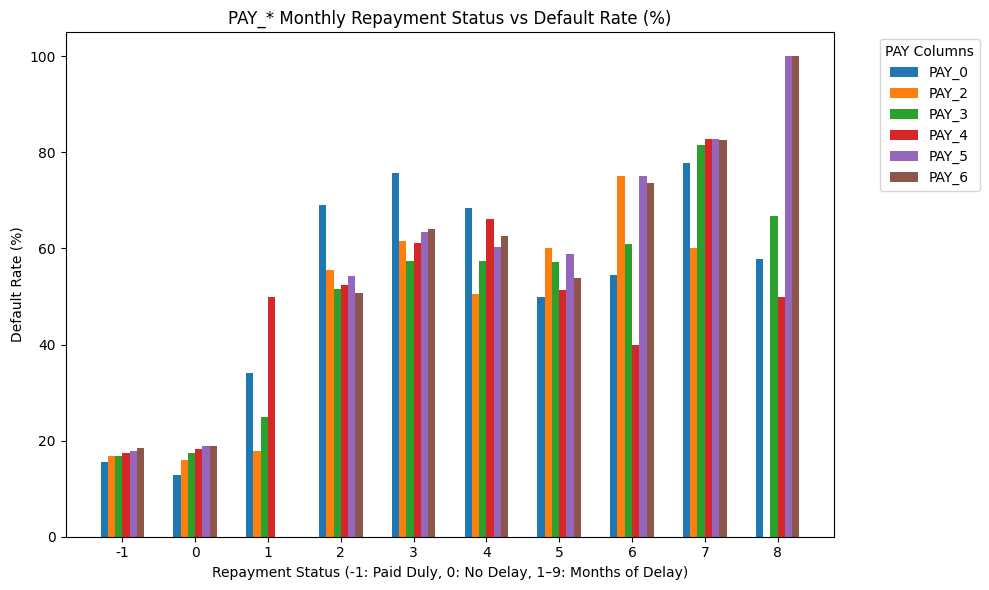 PAY_* Monthly Repayment Status vs Default Rate (%)
PAY Columns
PAY_0
PAY_2
PAY_3
PAY_4
PAY_5
PAY_6
Default Rate (%)
100
80
60
40
20
0
-1 0 1 2 3 4 5 6 7 8
Repayment Status (-1: Paid Duly, 0: No Delay, 1–9: Months of Delay)